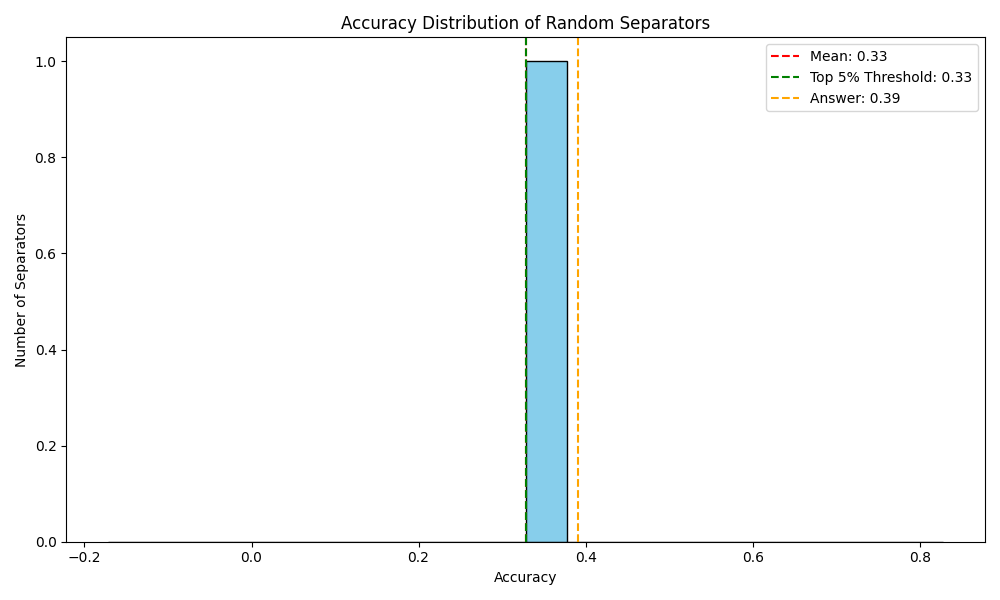 Accuracy Distribution of Random Separators
Mean: 0.33
Top 5% Threshold: 0.33
Answer: 0.39
Number of Separators
1.0
0.8
0.6
0.4
0.2
0.0
−0.2 0.0 0.2 0.4 0.6 0.8
Accuracy